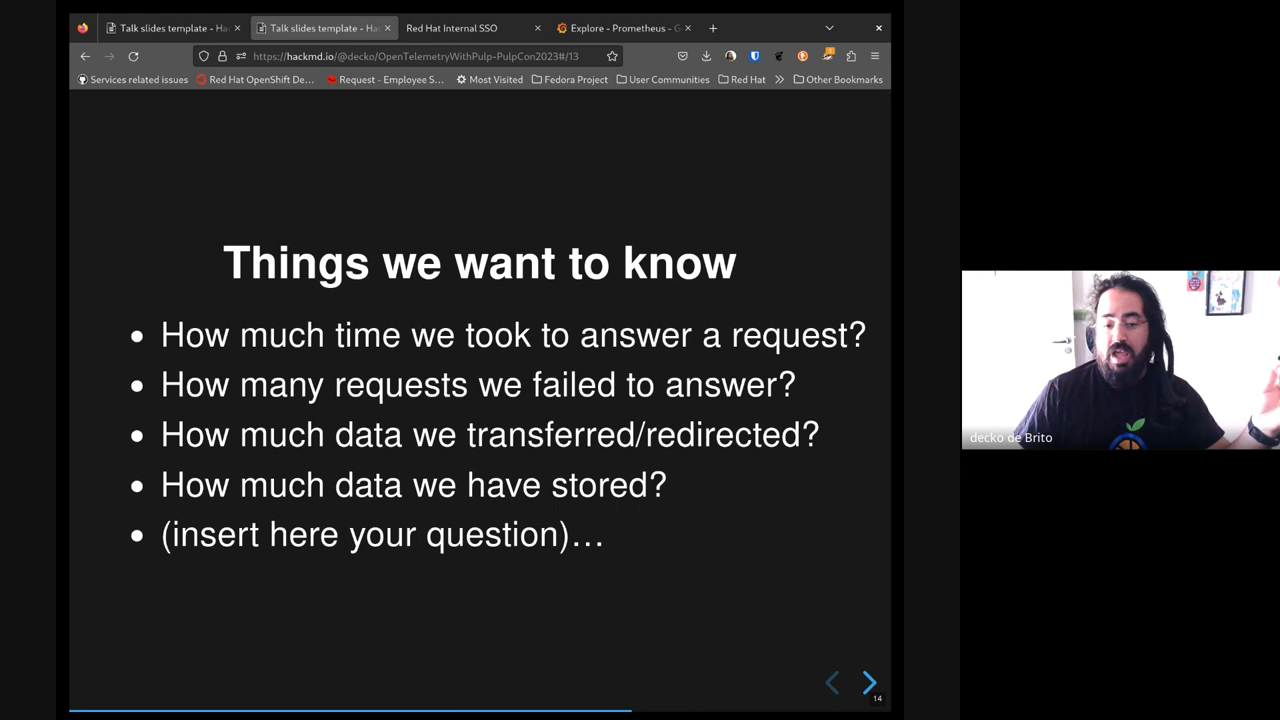 Talk slides template - Ha
Talk slides template - Ha
Red Hat Internal SSO
Explore - Prometheus - G
https://hackmd.io/@decko/OpenTelemetryWithPulp-PulpCon2023#/13
Services related issues
Red Hat OpenShift De...
Request - Employee S...
Most Visited
Fedora Project
User Communities
Red Hat
Other Bookmarks
Things we want to know
How much time we took to answer a request?
How many requests we failed to answer?
How much data we transferred/redirected?
How much data we have stored?
(insert here your question)...
14
decko de Brito